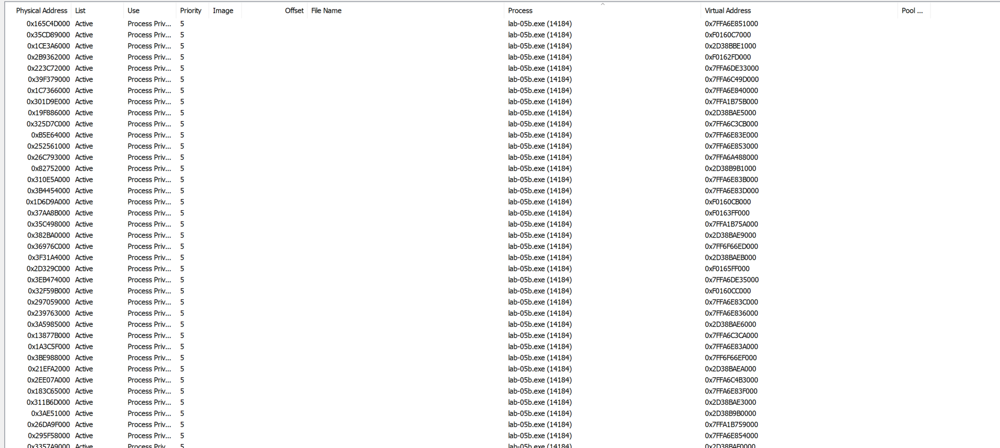 Physical Address List Use Priority Image Offset File Name Process Virtual Address Pool ...
0x165C4D000 Active Process Priv... 5 lab-05b.exe (14184) 0x7FFA6E851000
0x35CD89000 Active Process Priv... 5 lab-05b.exe (14184) 0xF0160C7000
0x1CE3A6000 Active Process Priv... 5 lab-05b.exe (14184) 0x2D38BBE1000
0x2B9362000 Active Process Priv... 5 lab-05b.exe (14184) 0xF0162FD000
0x223C72000 Active Process Priv... 5 lab-05b.exe (14184) 0x7FFA6DE33000
0x39F379000 Active Process Priv... 5 lab-05b.exe (14184) 0x7FFA6C49D000
0x1C7366000 Active Process Priv... 5 lab-05b.exe (14184) 0x7FFA6E840000
0x301D9E000 Active Process Priv... 5 lab-05b.exe (14184) 0x7FFA1B75B000
0x19F886000 Active Process Priv... 5 lab-05b.exe (14184) 0x2D38BAE5000
0x325D7C000 Active Process Priv... 5 lab-05b.exe (14184) 0x7FFA6C3CB000
0xB5E64000 Active Process Priv... 5 lab-05b.exe (14184) 0x7FFA6E83E000
0x252561000 Active Process Priv... 5 lab-05b.exe (14184) 0x7FFA6E853000
0x26C793000 Active Process Priv... 5 lab-05b.exe (14184) 0x7FFA6A488000
0x82752000 Active Process Priv... 5 lab-05b.exe (14184) 0x2D38B9B1000
0x310E5A000 Active Process Priv... 5 lab-05b.exe (14184) 0x7FFA6E83B000
0x3B4454000 Active Process Priv... 5 lab-05b.exe (14184) 0x7FFA6E83D000
0x1D6D9A000 Active Process Priv... 5 lab-05b.exe (14184) 0xF0160CB000
0x37AA8B000 Active Process Priv... 5 lab-05b.exe (14184) 0xF0163FF000
0x35C498000 Active Process Priv... 5 lab-05b.exe (14184) 0x7FFA1B75A000
0x382BA0000 Active Process Priv... 5 lab-05b.exe (14184) 0x2D38BAE9000
0x36976C000 Active Process Priv... 5 lab-05b.exe (14184) 0x7FF6F66ED000
0x3F31A4000 Active Process Priv... 5 lab-05b.exe (14184) 0x2D38BAEB000
0x2D329C000 Active Process Priv... 5 lab-05b.exe (14184) 0xF0165FF000
0x3EB474000 Active Process Priv... 5 lab-05b.exe (14184) 0x7FFA6DE35000
0x32F59B000 Active Process Priv... 5 lab-05b.exe (14184) 0xF0160CC000
0x297059000 Active Process Priv... 5 lab-05b.exe (14184) 0x7FFA6E83C000
0x239763000 Active Process Priv... 5 lab-05b.exe (14184) 0x7FFA6E836000
0x3A5985000 Active Process Priv... 5 lab-05b.exe (14184) 0x2D38BAE6000
0x13877B000 Active Process Priv... 5 lab-05b.exe (14184) 0x7FFA6C3CA000
0x1A3C5F000 Active Process Priv... 5 lab-05b.exe (14184) 0x7FFA6E83A000
0x3BE988000 Active Process Priv... 5 lab-05b.exe (14184) 0x7FF6F66EF000
0x21EFA2000 Active Process Priv... 5 lab-05b.exe (14184) 0x2D38BAEA000
0x2EE07A000 Active Process Priv... 5 lab-05b.exe (14184) 0x7FFA6C4B3000
0x183C65000 Active Process Priv... 5 lab-05b.exe (14184) 0x7FFA6E83F000
0x311B6D000 Active Process Priv... 5 lab-05b.exe (14184) 0x2D38BAE3000
0x3AE51000 Active Process Priv... 5 lab-05b.exe (14184) 0x2D38B9B0000
0x26DA9F000 Active Process Priv... 5 lab-05b.exe (14184) 0x7FFA1B759000
0x295F58000 Active Process Priv... 5 lab-05b.exe (14184) 0x7FFA6E854000
0x3357A9000 Active Process Priv... 5 lab-05b.exe (14184)